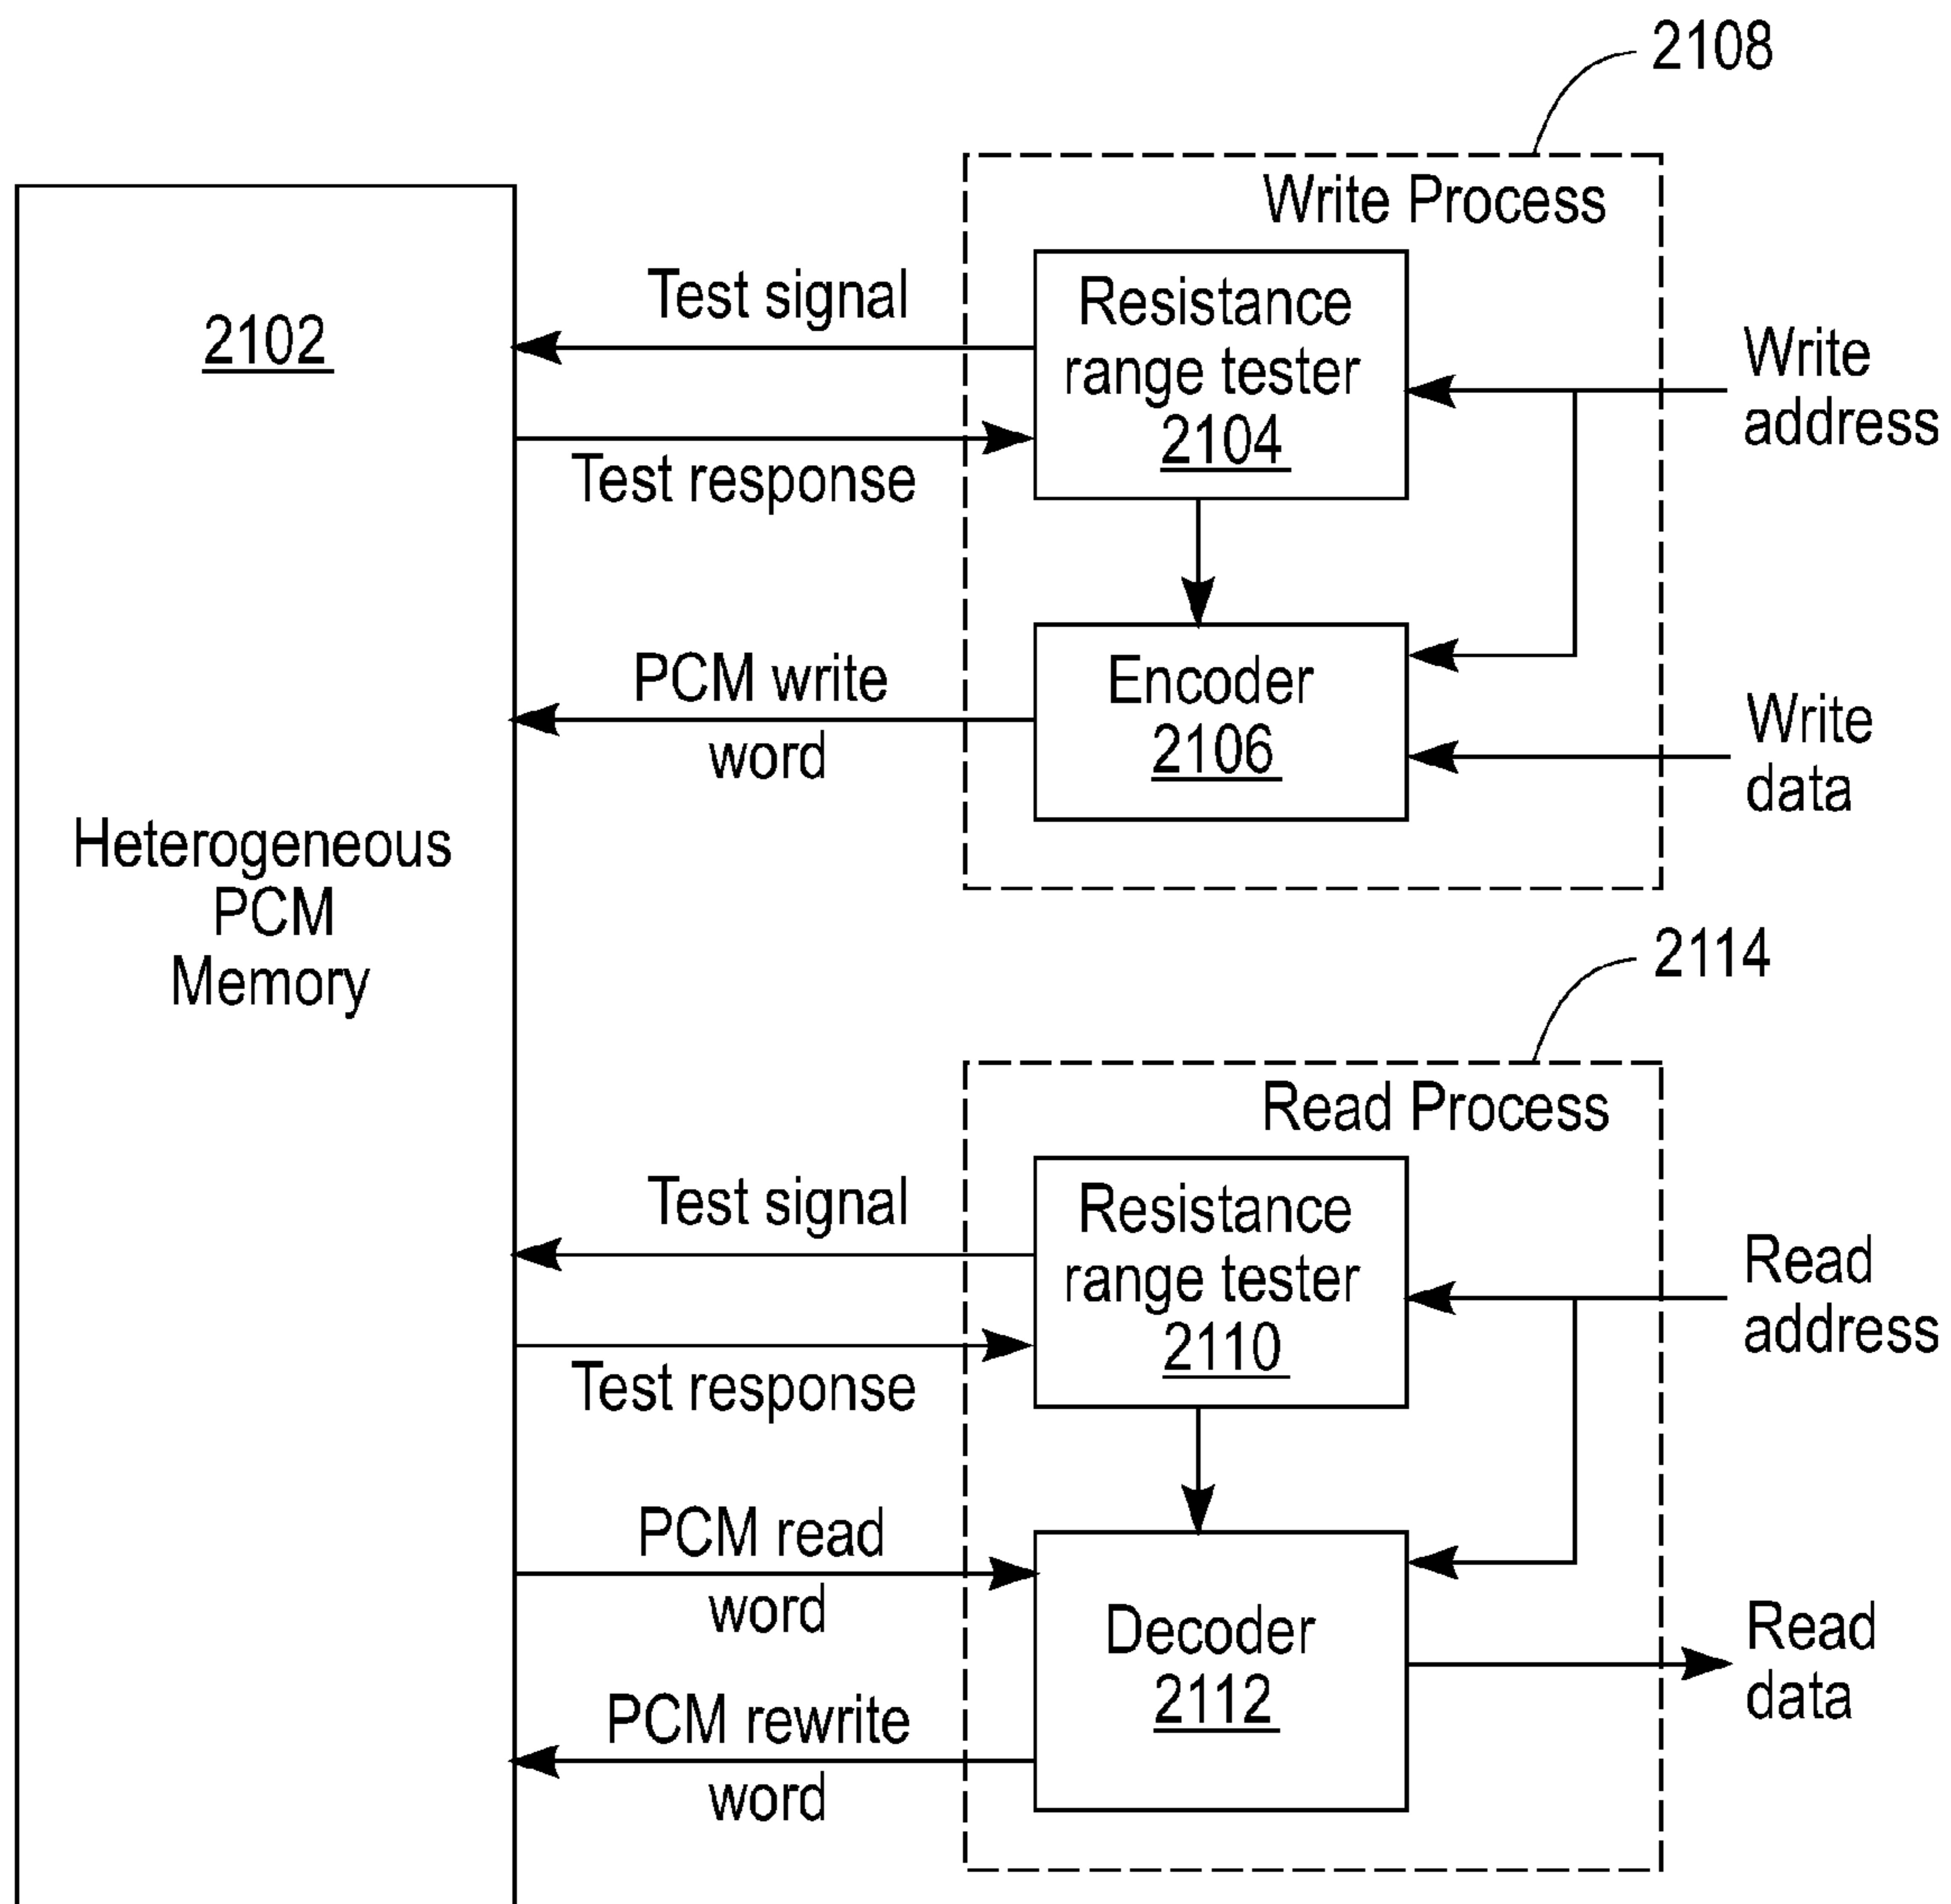 2108
Write Process
2102
Test signal
Test response
Resistance
range tester
2104
Write
address
PCM write
word
Encoder
2106
Write
data
Heterogeneous
PCM
Memory
2114
Read Process
Test signal
Test response
Resistance
range tester
2110
Read
address
PCM read
word
Decoder
2112
Read
data
PCM rewrite
word